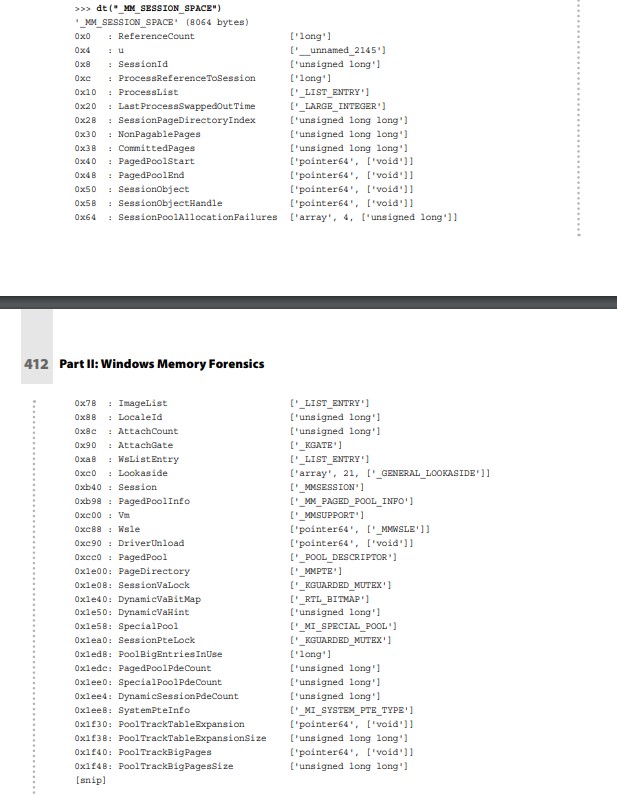 >>> dt("_MM_SESSION_SPACE")
'_MM_SESSION_SPACE' (8064 bytes)
0x0 : ReferenceCount ['long']
0x4 : u ['__unnamed_2145']
0x8 : SessionId ['unsigned long']
0xc : ProcessReferenceToSession ['long']
0x10 : ProcessList ['_LIST_ENTRY']
0x20 : LastProcessSwappedOutTime ['_LARGE_INTEGER']
0x28 : SessionPageDirectoryIndex ['unsigned long long']
0x30 : NonPagablePages ['unsigned long long']
0x38 : CommittedPages ['unsigned long long']
0x40 : PagedPoolStart ['pointer64', ['void']]
0x48 : PagedPoolEnd ['pointer64', ['void']]
0x50 : SessionObject ['pointer64', ['void']]
0x58 : SessionObjectHandle ['pointer64', ['void']]
0x64 : SessionPoolAllocationFailures ['array', 4, ['unsigned long']]
412 Part II: Windows Memory Forensics
0x78 : ImageList ['_LIST_ENTRY']
0x88 : LocaleId ['unsigned long']
0x8c : AttachCount ['unsigned long']
0x90 : AttachGate ['_KGATE']
0xa8 : WsListEntry ['_LIST_ENTRY']
0xc0 : Lookaside ['array', 21, ['_GENERAL_LOOKASIDE']]
0xb40 : Session ['_MMSESSION']
0xb98 : PagedPoolInfo ['_MM_PAGED_POOL_INFO']
0xc00 : Vm ['_MMSUPPORT']
0xc88 : Wsle ['pointer64', ['_MMWSLE']]
0xc90 : DriverUnload ['pointer64', ['void']]
0xcc0 : PagedPool ['_POOL_DESCRIPTOR']
0x1e00: PageDirectory ['_MMPTE']
0x1e08: SessionVaLock ['_KGUARDED_MUTEX']
0x1e40: DynamicVaBitMap ['_RTL_BITMAP']
0x1e50: DynamicVaHint ['unsigned long']
0x1e58: SpecialPool ['_MI_SPECIAL_POOL']
0x1ea0: SessionPteLock ['_KGUARDED_MUTEX']
0x1ed8: PoolBigEntriesInUse ['long']
0x1edc: PagedPoolPdeCount ['unsigned long']
0x1ee0: SpecialPoolPdeCount ['unsigned long']
0x1ee4: DynamicSessionPdeCount ['unsigned long']
0x1ee8: SystemPteInfo ['_MI_SYSTEM_PTE_TYPE']
0x1f30: PoolTrackTableExpansion ['pointer64', ['void']]
0x1f38: PoolTrackTableExpansionSize ['unsigned long long']
0x1f40: PoolTrackBigPages ['pointer64', ['void']]
0x1f48: PoolTrackBigPagesSize ['unsigned long long']
[snip]